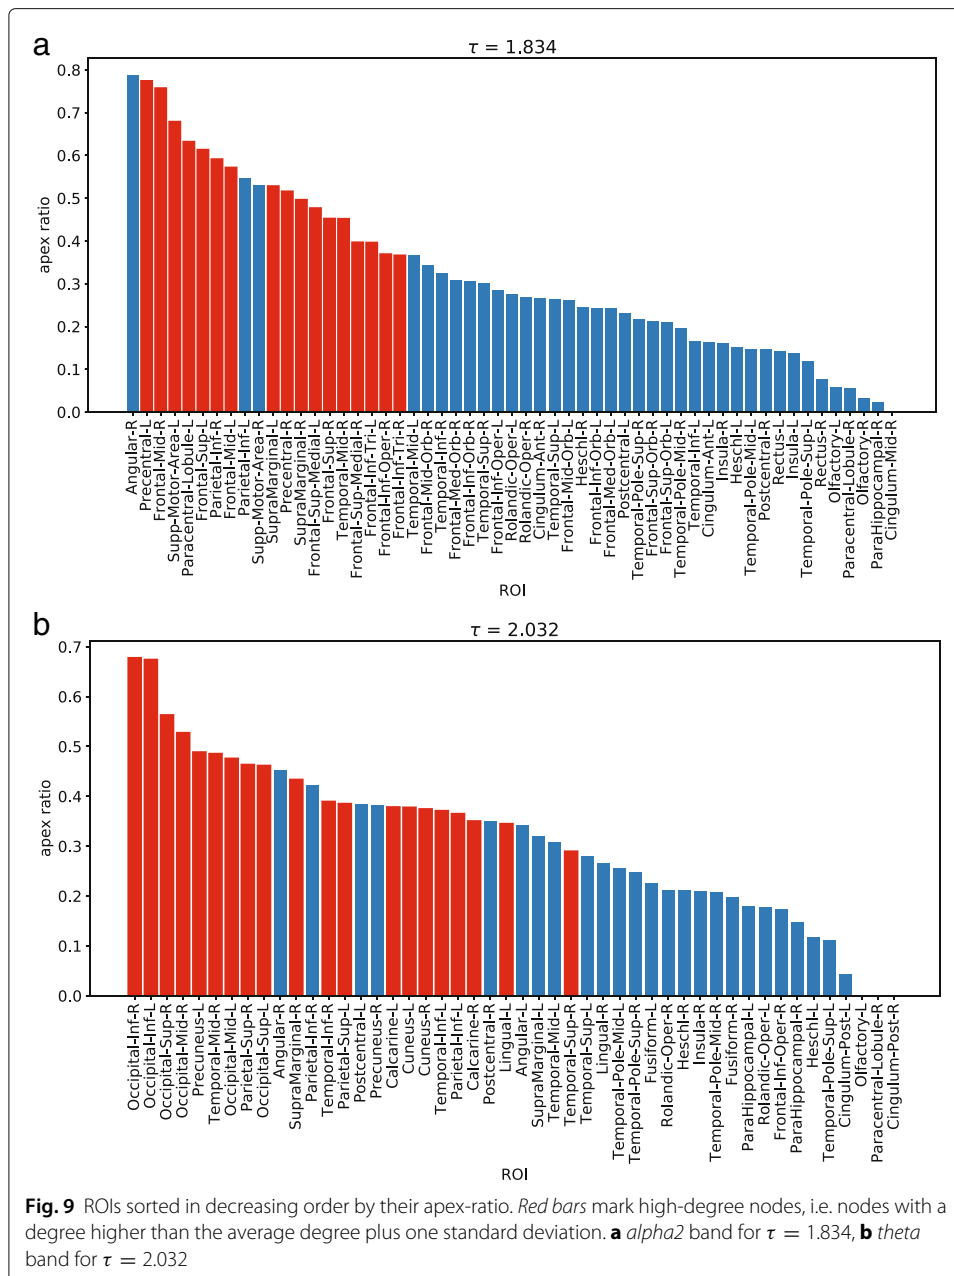 a
τ = 1.834
0.8
0.7
0.6
0.5
0.4
0.3
0.2
0.1
0.0
apex ratio
Angular-R
Precentral-L
Frontal-Mid-R
Supp-Motor-Area-L
Paracentral-Lobule-L
Frontal-Sup-L
Parietal-Inf-R
Frontal-Mid-L
Parietal-Inf-L
Supp-Motor-Area-R
SupraMarginal-L
Precentral-R
SupraMarginal-R
Frontal-Sup-Medial-L
Frontal-Sup-R
Temporal-Mid-R
Frontal-Sup-Medial-R
Frontal-Inf-Tri-L
Frontal-Inf-Oper-R
Frontal-Inf-Tri-R
Temporal-Mid-L
Frontal-Mid-Orb-R
Temporal-Inf-R
Frontal-Med-Orb-R
Frontal-Inf-Orb-R
Temporal-Sup-R
Frontal-Inf-Oper-L
Rolandic-Oper-L
Rolandic-Oper-R
Cingulum-Ant-R
Temporal-Sup-L
Frontal-Mid-Orb-L
Heschl-R
Frontal-Inf-Orb-L
Frontal-Med-Orb-L
Postcentral-L
Temporal-Pole-Sup-R
Frontal-Sup-Orb-R
Frontal-Sup-Orb-L
Temporal-Pole-Mid-R
Temporal-Inf-L
Cingulum-Ant-L
Insula-R
Heschl-L
Temporal-Pole-Mid-L
Postcentral-R
Rectus-L
Insula-L
Temporal-Pole-Sup-L
Rectus-R
Olfactory-L
Paracentral-Lobule-R
Olfactory-R
ParaHippocampal-R
Cingulum-Mid-R
ROI
b
τ = 2.032
0.7
0.6
0.5
0.4
0.3
0.2
0.1
0.0
apex ratio
Occipital-Inf-R
Occipital-Inf-L
Occipital-Sup-R
Occipital-Mid-R
Precuneus-L
Temporal-Mid-R
Occipital-Mid-L
Parietal-Sup-R
Occipital-Sup-L
Angular-R
SupraMarginal-R
Parietal-Inf-R
Temporal-Inf-R
Parietal-Sup-L
Postcentral-L
Precuneus-R
Calcarine-L
Cuneus-L
Cuneus-R
Temporal-Inf-L
Parietal-Inf-L
Calcarine-R
Postcentral-R
Lingual-L
Angular-L
SupraMarginal-L
Temporal-Mid-L
Temporal-Sup-R
Temporal-Sup-L
Lingual-R
Temporal-Pole-Mid-L
Temporal-Pole-Sup-R
Fusiform-L
Rolandic-Oper-R
Heschl-R
Insula-R
Temporal-Pole-Mid-R
Fusiform-R
ParaHippocampal-L
Rolandic-Oper-L
Frontal-Inf-Oper-R
ParaHippocampal-R
Heschl-L
Temporal-Pole-Sup-L
Cingulum-Post-L
Olfactory-L
Paracentral-Lobule-R
Cingulum-Post-R
ROI
Fig. 9 ROIs sorted in decreasing order by their apex-ratio. Red bars mark high-degree nodes, i.e. nodes with a
degree higher than the average degree plus one standard deviation. a alpha2 band for τ = 1.834, b theta
band for τ = 2.032